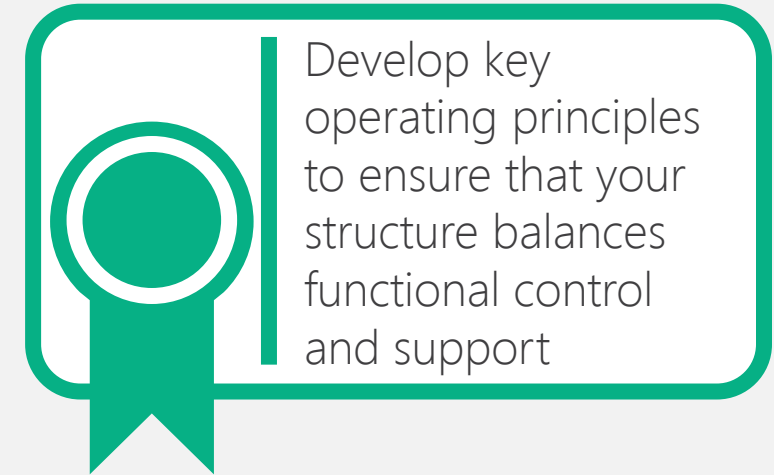 Develop key
operating principles
to ensure that your
structure balances
functional control
and support